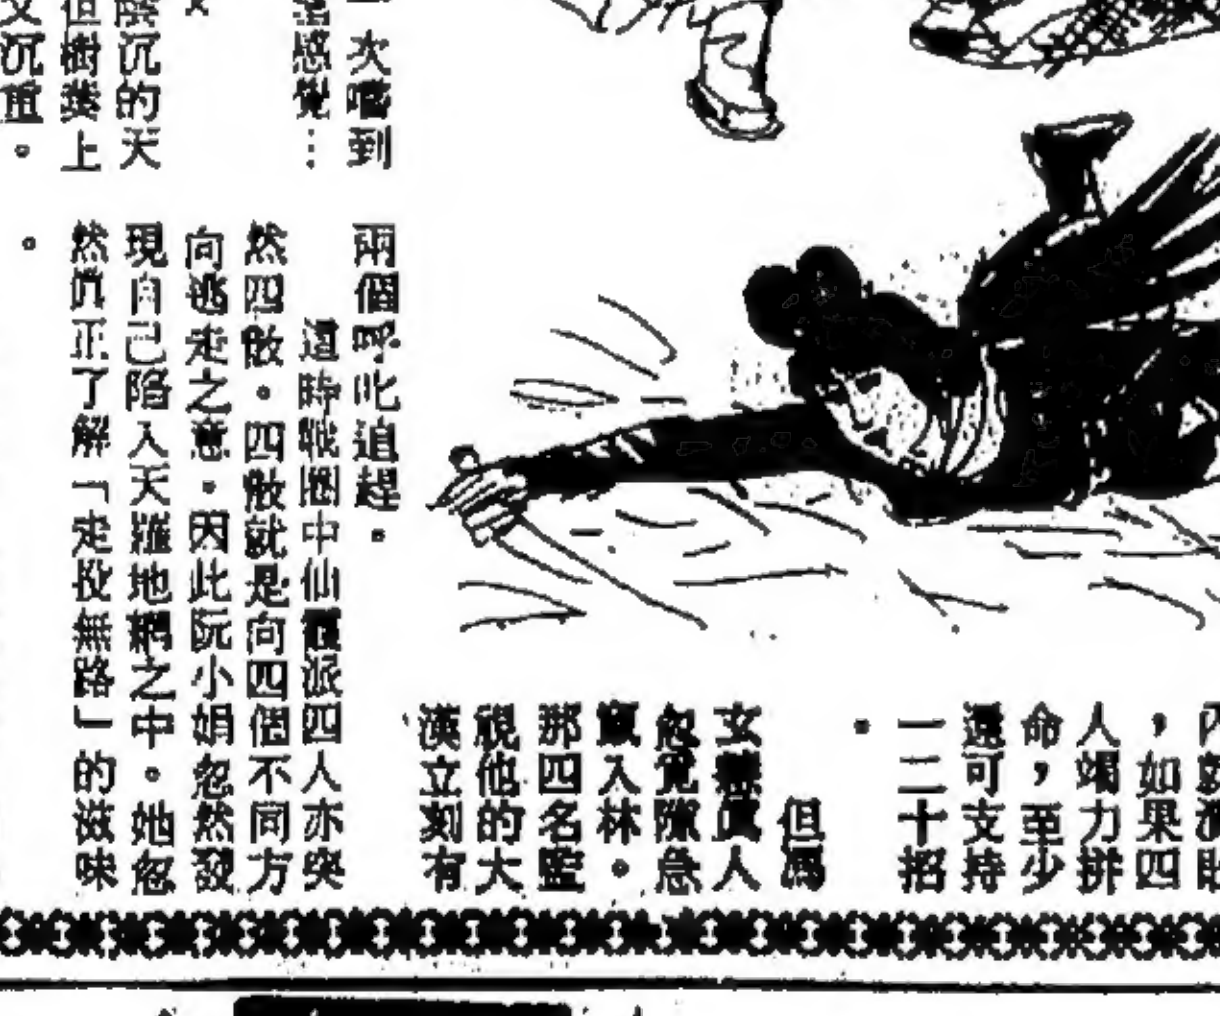 一次嚐到
感覺…
×
陰沉的天
但樹葉上
又沉重。
，如果四
人竭力拼
命，至少
還可支持
一二十招
。
但馬
女真人
忽覓隙急
竄入林。
那四名監
視他的大
漢立刻有
兩個呼叱追趕。
這時戰圈中仙霞派四人亦突
然四散。四散就是向四個不同方
向逃走之意。因此阮小娟忽然發
現自己陷入天羅地網之中。她忽
然真正了解「走投無路」的滋味
。